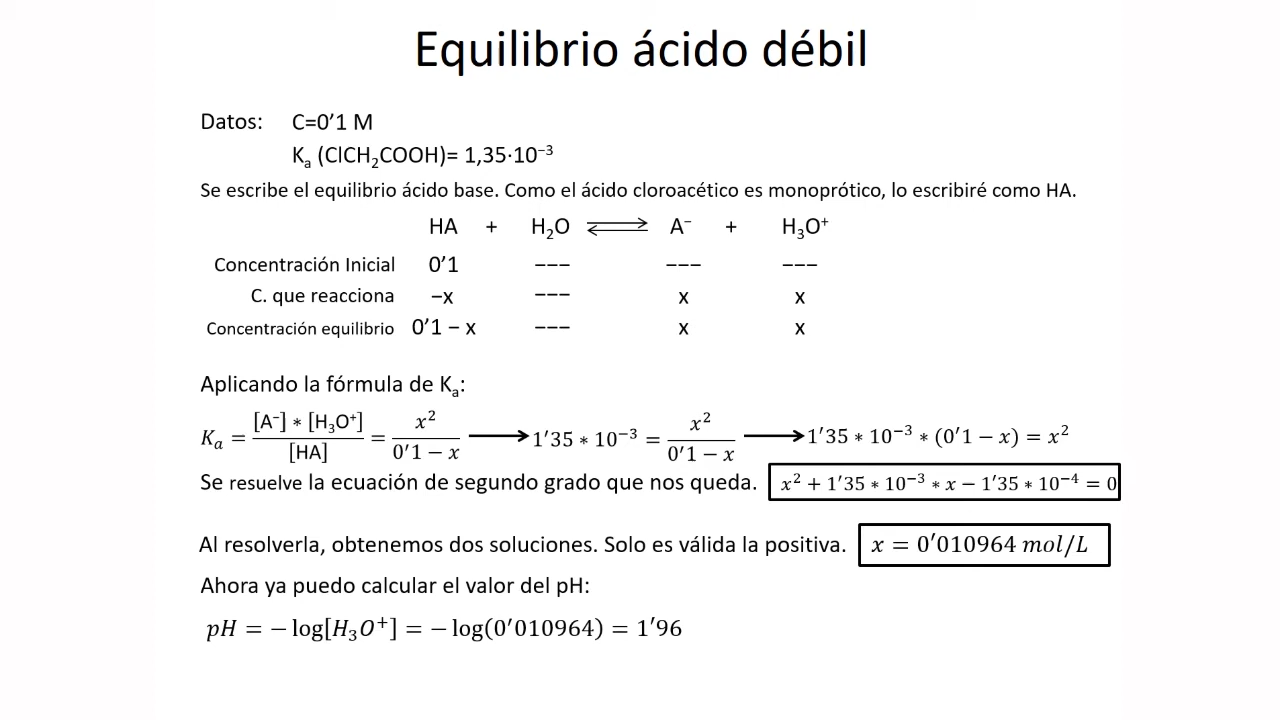 Equilibrio ácido débil
Datos: C=0’1 M
Kₐ (ClCH₂COOH)= 1,35·10⁻³
Se escribe el equilibrio ácido base. Como el ácido cloroacético es monoprótico, lo escribiré como HA.
HA + H₂O ⇌ A⁻ + H₃O⁺
Concentración Inicial 0’1 −−− −−− −−−
C. que reacciona −x −−− x x
Concentración equilibrio 0’1 − x −−− x x
Aplicando la fórmula de Kₐ:
𝐾ₐ = [A⁻] ∗ [H₃O⁺] / [HA] = 𝑥² / 0′1 − 𝑥 → 1′35 ∗ 10⁻³ = 𝑥² / 0′1 − 𝑥 → 1′35 ∗ 10⁻³ ∗ (0′1 − 𝑥) = 𝑥²
Se resuelve la ecuación de segundo grado que nos queda. 𝑥² + 1′35 ∗ 10⁻³ ∗ 𝑥 − 1′35 ∗ 10⁻⁴ = 0
Al resolverla, obtenemos dos soluciones. Solo es válida la positiva. 𝑥 = 0′010964 𝑚𝑜𝑙/𝐿
Ahora ya puedo calcular el valor del pH:
𝑝𝐻 = − log[𝐻₃𝑂⁺] = − log(0′010964) = 1′96